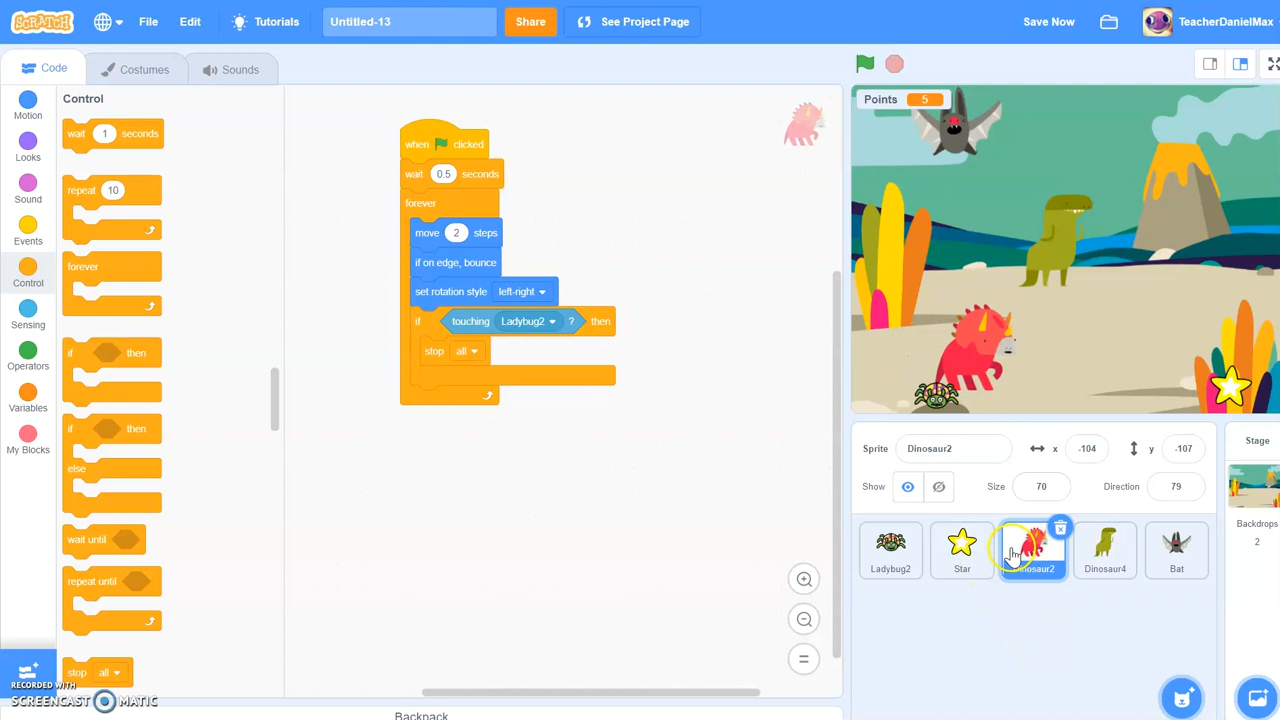 SCRATCH
File
Edit
Tutorials
Untitled-13
Share
See Project Page
Save Now
TeacherDanielMax
Code
Costumes
Sounds
Motion
Looks
Sound
Events
Control
Sensing
Operators
Variables
My Blocks
Control
wait 1 seconds
repeat 10
forever
if then
if then
else
wait until
repeat until
stop all
when clicked
wait 0.5 seconds
forever
move 2 steps
if on edge, bounce
set rotation style left-right
if touching Ladybug2 ? then
stop all
Points 5
Sprite Dinosaur2 x -104 y -107
Show Size 70 Direction 79
Ladybug2
Star
Dinosaur2
Dinosaur4
Bat
Stage
Backdrops
2
Backpack
RECORDED WITH
SCREENCAST MATIC